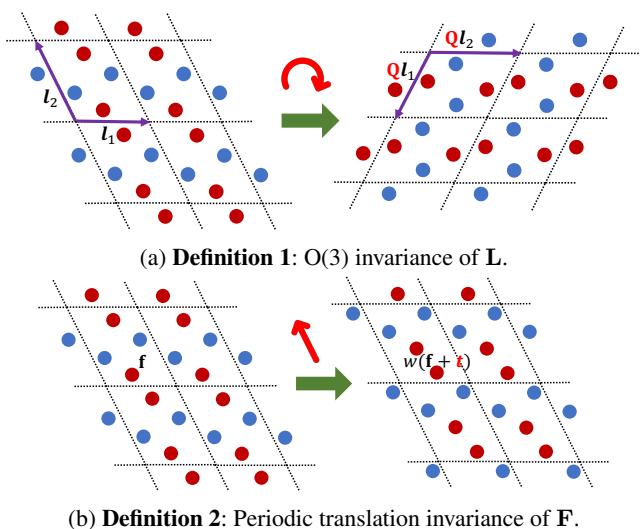 l₂
l₁
Ql₂
Ql₁
(a) Definition 1: O(3) invariance of L.
f
w(f + t)
(b) Definition 2: Periodic translation invariance of F.